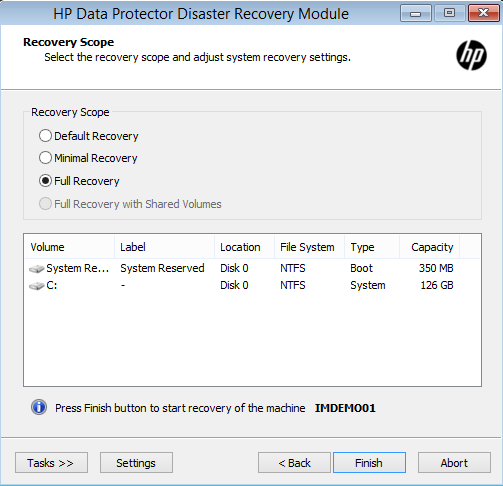 HP Data Protector Disaster Recovery Module
Recovery Scope
Select the recovery scope and adjust system recovery settings.
hp
Recovery Scope
Default Recovery
Minimal Recovery
Full Recovery
Full Recovery with Shared Volumes
Volume Label Location File System Type Capacity
System Re... System Reserved Disk 0 NTFS Boot 350 MB
C: - Disk 0 NTFS System 126 GB
Press Finish button to start recovery of the machine IMDEMO01
Tasks >> Settings < Back Finish Abort